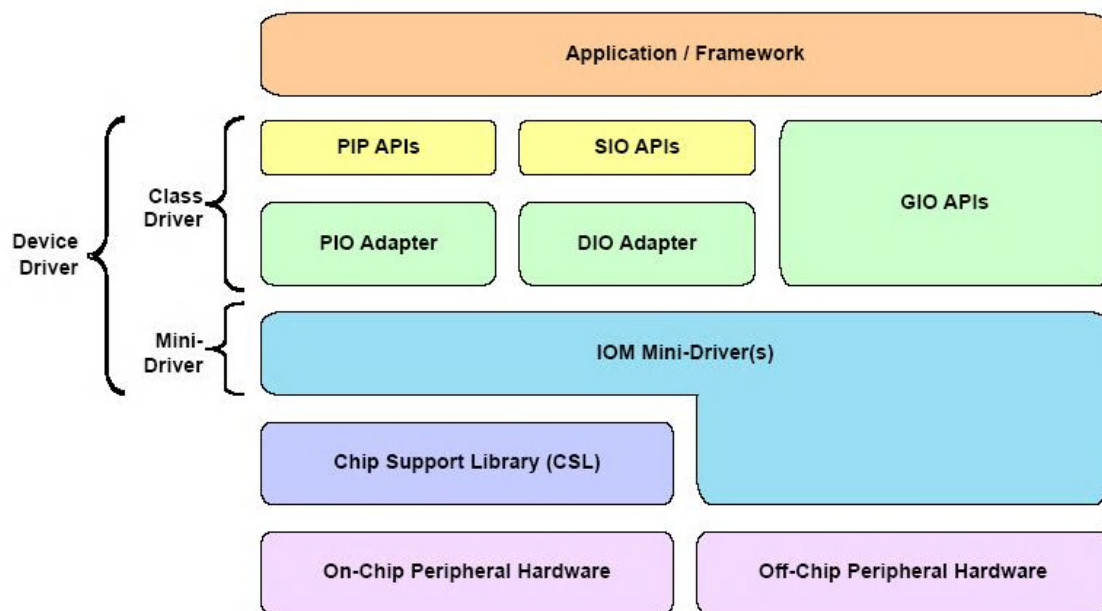 Application / Framework
PIP APIs
SIO APIs
GIO APIs
Class
Driver
PIO Adapter
DIO Adapter
Device
Driver
Mini-
Driver
IOM Mini-Driver(s)
Chip Support Library (CSL)
On-Chip Peripheral Hardware
Off-Chip Peripheral Hardware